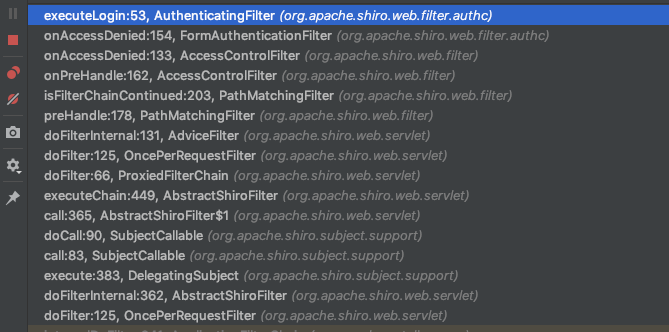 executeLogin:53, AuthenticatingFilter (org.apache.shiro.web.filter.authc)
onAccessDenied:154, FormAuthenticationFilter (org.apache.shiro.web.filter.authc)
onAccessDenied:133, AccessControlFilter (org.apache.shiro.web.filter)
onPreHandle:162, AccessControlFilter (org.apache.shiro.web.filter)
isFilterChainContinued:203, PathMatchingFilter (org.apache.shiro.web.filter)
preHandle:178, PathMatchingFilter (org.apache.shiro.web.filter)
doFilterInternal:131, AdviceFilter (org.apache.shiro.web.servlet)
doFilter:125, OncePerRequestFilter (org.apache.shiro.web.servlet)
doFilter:66, ProxiedFilterChain (org.apache.shiro.web.servlet)
executeChain:449, AbstractShiroFilter (org.apache.shiro.web.servlet)
call:365, AbstractShiroFilter$1 (org.apache.shiro.web.servlet)
doCall:90, SubjectCallable (org.apache.shiro.subject.support)
call:83, SubjectCallable (org.apache.shiro.subject.support)
execute:383, DelegatingSubject (org.apache.shiro.subject.support)
doFilterInternal:362, AbstractShiroFilter (org.apache.shiro.web.servlet)
doFilter:125, OncePerRequestFilter (org.apache.shiro.web.servlet)